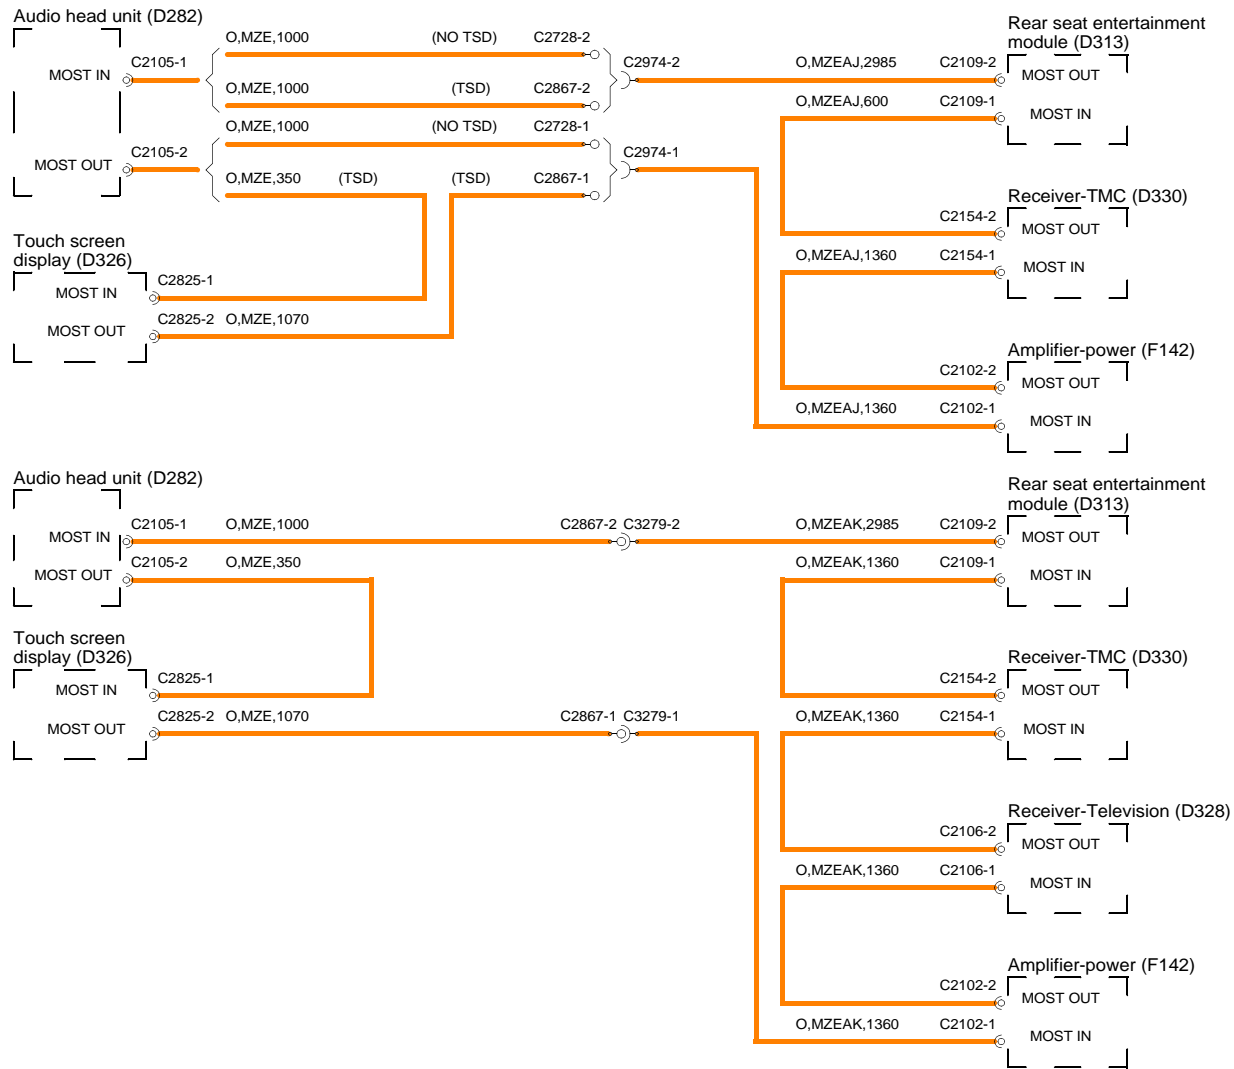 Audio head unit (D282)
MOST IN
C2105-1
O,MZE,1000
(NO TSD)
C2728-2
O,MZE,1000
(TSD)
C2867-2
C2974-2
O,MZEAJ,2985
C2109-2
Rear seat entertainment
module (D313)
MOST OUT
O,MZEAJ,600
C2109-1
MOST IN
MOST OUT
C2105-2
O,MZE,1000
(NO TSD)
C2728-1
O,MZE,350
(TSD)
(TSD)
C2867-1
C2974-1
Receiver-TMC (D330)
C2154-2
MOST OUT
O,MZEAJ,1360
C2154-1
MOST IN
Touch screen
display (D326)
MOST IN
C2825-1
MOST OUT
C2825-2
O,MZE,1070
Amplifier-power (F142)
C2102-2
MOST OUT
O,MZEAJ,1360
C2102-1
MOST IN
Audio head unit (D282)
MOST IN
C2105-1
O,MZE,1000
C2867-2
C3279-2
O,MZEAK,2985
C2109-2
Rear seat entertainment
module (D313)
MOST OUT
MOST OUT
C2105-2
O,MZE,350
O,MZEAK,1360
C2109-1
MOST IN
Touch screen
display (D326)
MOST IN
C2825-1
Receiver-TMC (D330)
C2154-2
MOST OUT
MOST OUT
C2825-2
O,MZE,1070
C2867-1
C3279-1
O,MZEAK,1360
C2154-1
MOST IN
Receiver-Television (D328)
C2106-2
MOST OUT
O,MZEAK,1360
C2106-1
MOST IN
Amplifier-power (F142)
C2102-2
MOST OUT
O,MZEAK,1360
C2102-1
MOST IN